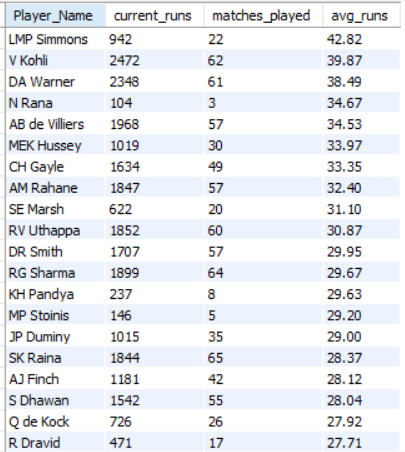 Player_Name current_runs matches_played avg_runs
LMP Simmons 942 22 42.82
V Kohli 2472 62 39.87
DA Warner 2348 61 38.49
N Rana 104 3 34.67
AB de Villiers 1968 57 34.53
MEK Hussey 1019 30 33.97
CH Gayle 1634 49 33.35
AM Rahane 1847 57 32.40
SE Marsh 622 20 31.10
RV Uthappa 1852 60 30.87
DR Smith 1707 57 29.95
RG Sharma 1899 64 29.67
KH Pandya 237 8 29.63
MP Stoinis 146 5 29.20
JP Duminy 1015 35 29.00
SK Raina 1844 65 28.37
AJ Finch 1181 42 28.12
S Dhawan 1542 55 28.04
Q de Kock 726 26 27.92
R Dravid 471 17 27.71